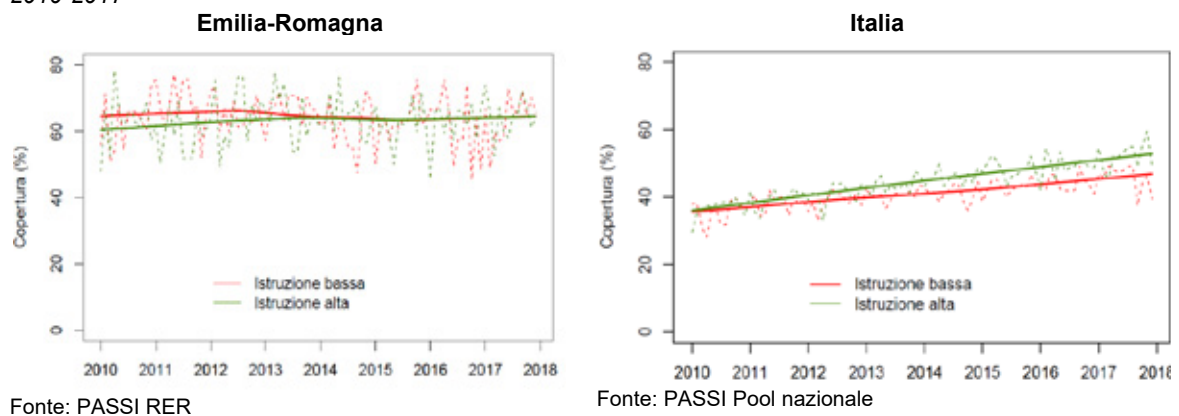 Emilia-Romagna
Italia
Copertura (%)
80
60
40
20
0
Istruzione bassa
Istruzione alta
2010 2011 2012 2013 2014 2015 2016 2017 2018
Fonte: PASSI RER
Copertura (%)
80
60
40
20
0
Istruzione bassa
Istruzione alta
2010 2011 2012 2013 2014 2015 2016 2017 2018
Fonte: PASSI Pool nazionale